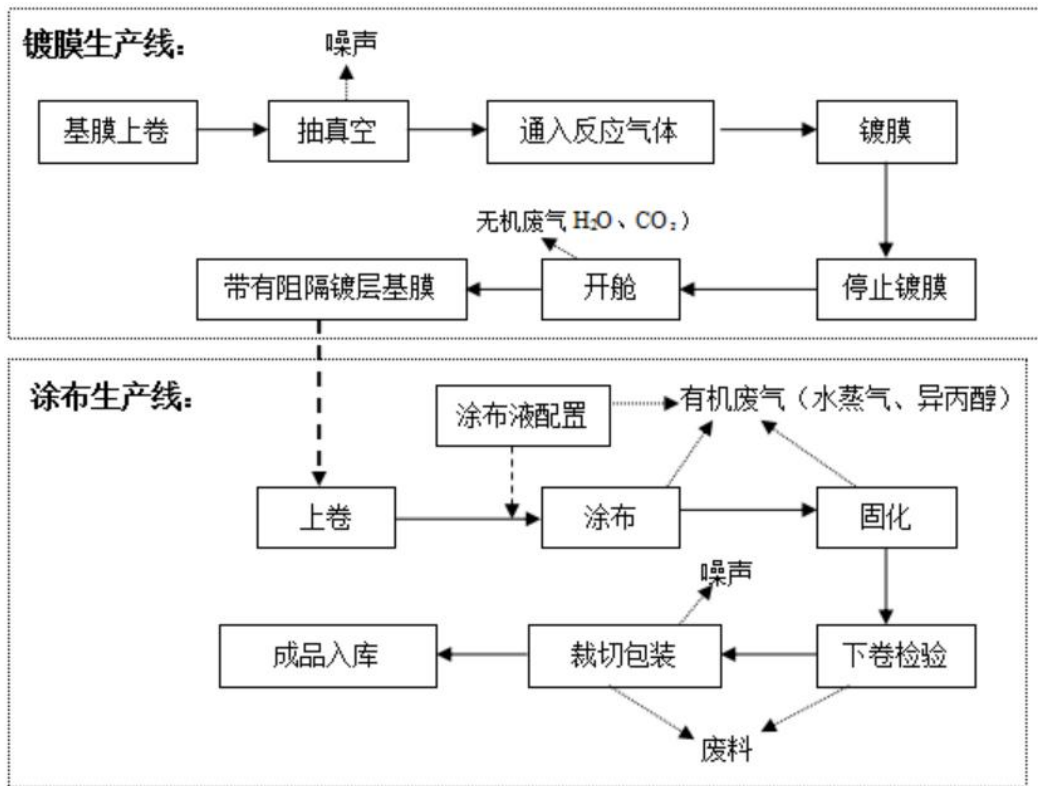 镀膜生产线：
噪声
基膜上卷
抽真空
通入反应气体
镀膜
无机废气 H₂O、CO₂）
带有阻隔镀层基膜
开舱
停止镀膜
涂布生产线：
涂布液配置
有机废气（水蒸气、异丙醇）
上卷
涂布
固化
噪声
成品入库
裁切包装
下卷检验
废料